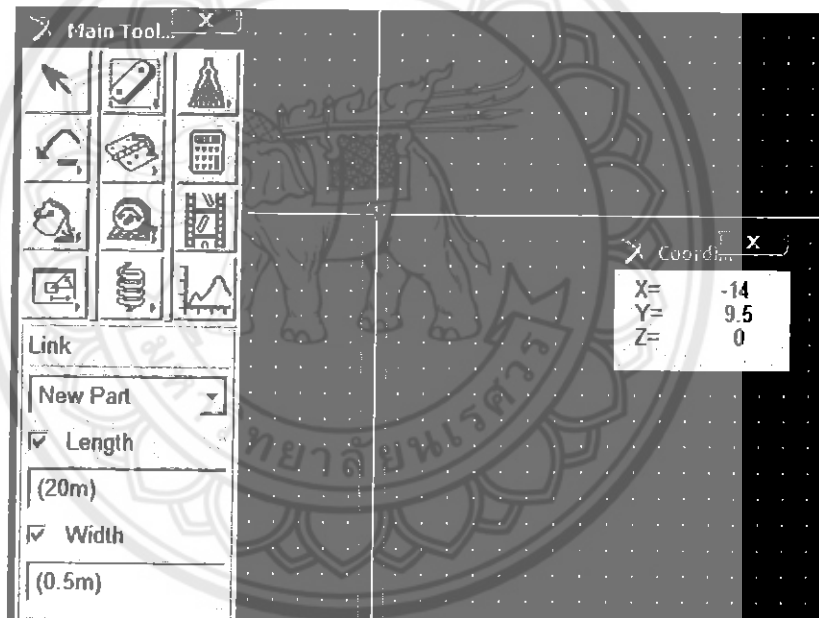 Main Tool...
X
Coordi...
X
X= -14
Y= 9.5
Z= 0
Link
New Part
Length
(20m)
Width
(0.5m)